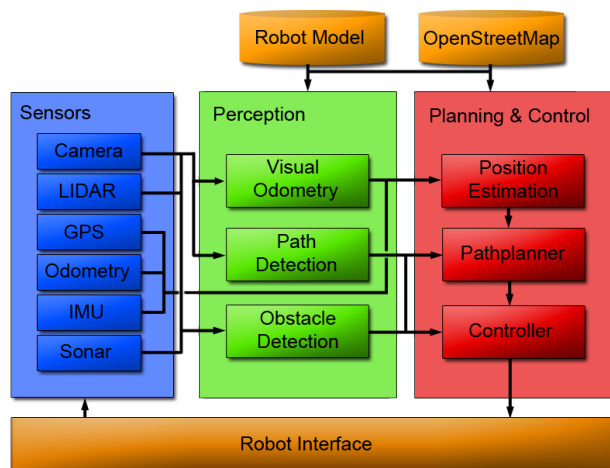 Robot Model
OpenStreetMap
Sensors
Camera
LIDAR
GPS
Odometry
IMU
Sonar
Perception
Visual
Odometry
Path
Detection
Obstacle
Detection
Planning & Control
Position
Estimation
Pathplanner
Controller
Robot Interface